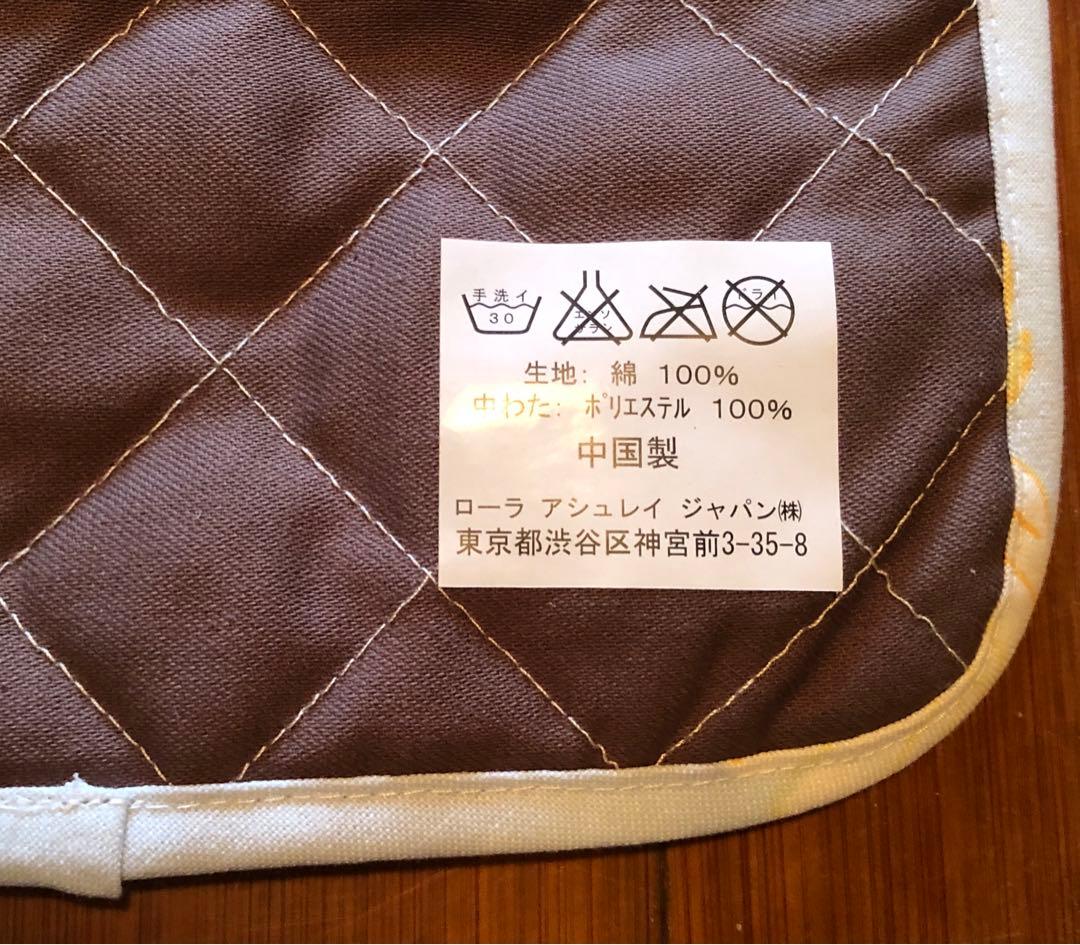 手洗イ 30 エンソ サラシ ドライ
生地: 綿 100%
中わた: ポリエステル 100%
中国製
ローラ アシュレイ ジャパン㈱
東京都渋谷区神宮前3-35-8